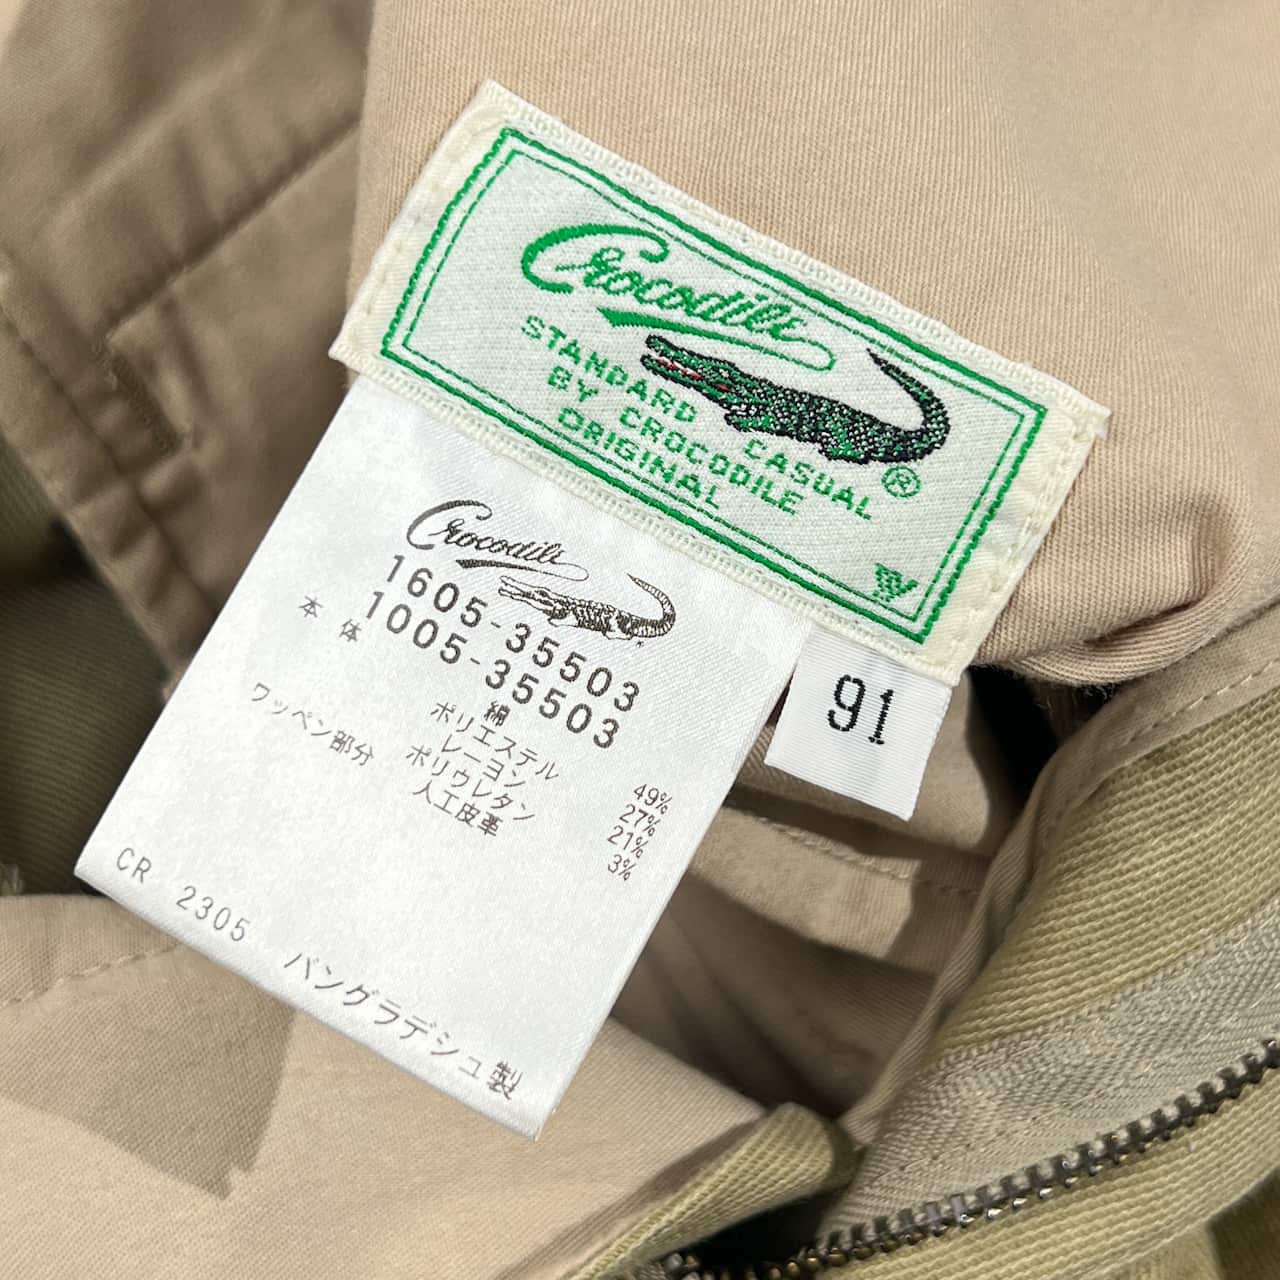 Crocodile
STANDARD CASUAL
BY CROCODILE
ORIGINAL
®
91
Crocodile
1605-35503
1005-35503
本体 綿 49%
ポリエステル 27%
レーヨン 21%
ポリウレタン 3%
ワッペン部分 人工皮革
CR 2305 バングラデシュ製